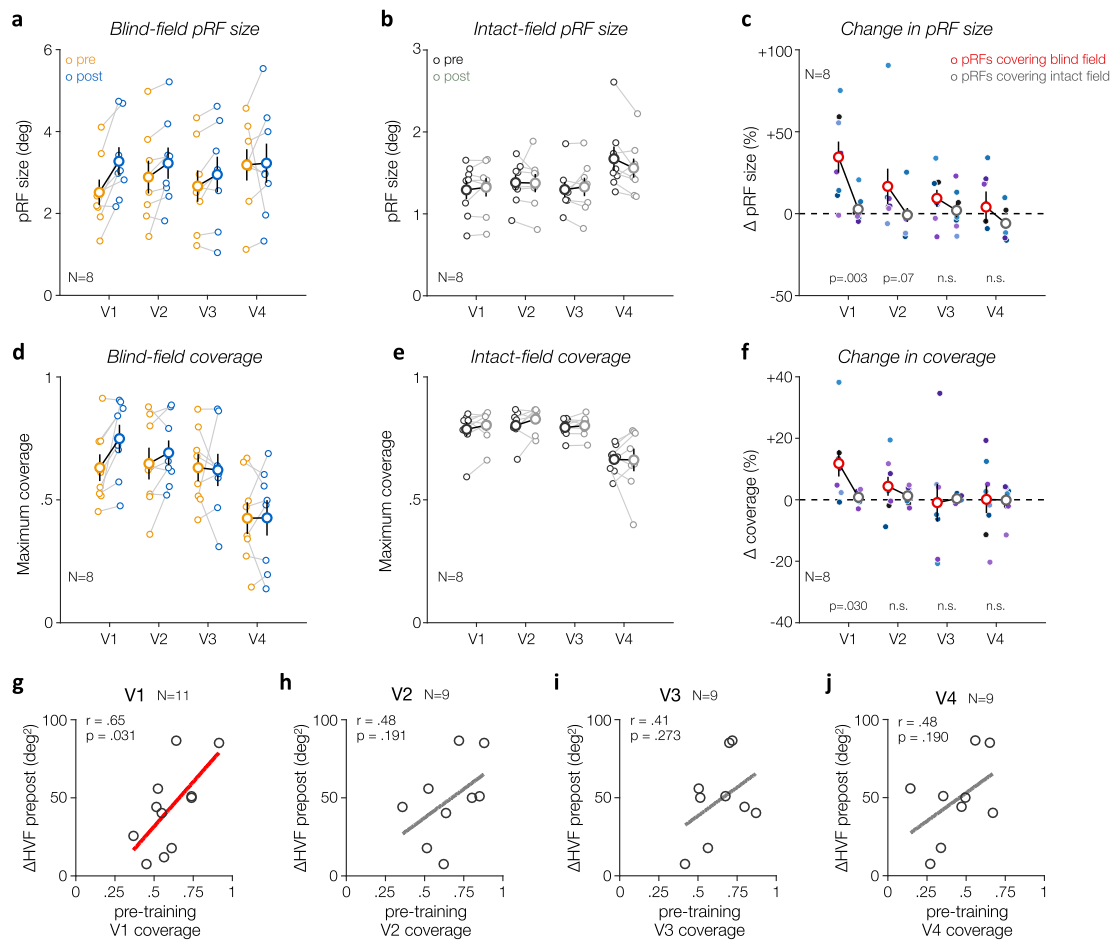 a
Blind-field pRF size
6
4
2
0
pRF size (deg)
pre
post
N=8
V1
V2
V3
V4
b
Intact-field pRF size
3
2
1
0
pRF size (deg)
pre
post
N=8
V1
V2
V3
V4
c
Change in pRF size
+100
+50
0
-50
Δ pRF size (%)
N=8
pRFs covering blind field
pRFs covering intact field
p=.003
p=.07
n.s.
n.s.
V1
V2
V3
V4
d
Blind-field coverage
1
.5
0
Maximum coverage
N=8
V1
V2
V3
V4
e
Intact-field coverage
1
.5
0
Maximum coverage
N=8
V1
V2
V3
V4
f
Change in coverage
+40
+20
0
-20
-40
Δ coverage (%)
N=8
p=.030
n.s.
n.s.
n.s.
V1
V2
V3
V4
g
V1 N=11
r = .65
p = .031
100
50
0
ΔHVF prepost (deg²)
0 .25 .5 .75 1
pre-training
V1 coverage
h
V2 N=9
r = .48
p = .191
100
50
0
ΔHVF prepost (deg²)
0 .25 .5 .75 1
pre-training
V2 coverage
i
V3 N=9
r = .41
p = .273
100
50
0
ΔHVF prepost (deg²)
0 .25 .5 .75 1
pre-training
V3 coverage
j
V4 N=9
r = .48
p = .190
100
50
0
ΔHVF prepost (deg²)
0 .25 .5 .75 1
pre-training
V4 coverage